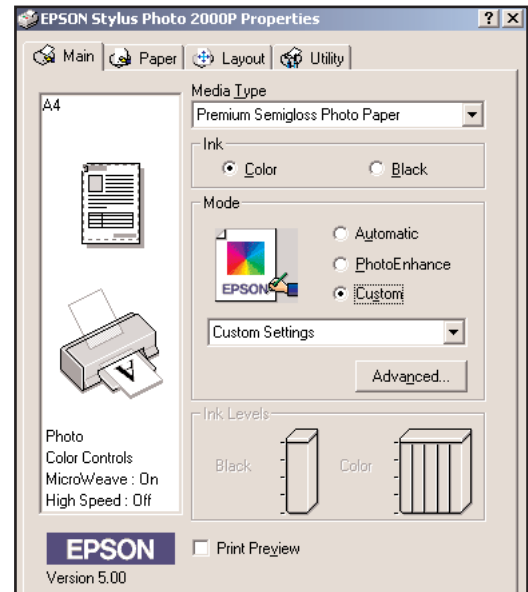 EPSON Stylus Photo 2000P Properties
Main Paper Layout Utility
A4
Photo
Color Controls
MicroWeave : On
High Speed : Off
EPSON
Version 5.00
Media Type
Premium Semigloss Photo Paper
Ink
Color Black
Mode
EPSON
Automatic
PhotoEnhance
Custom
Custom Settings
Advanced...
Ink Levels
Black Color
Print Preview